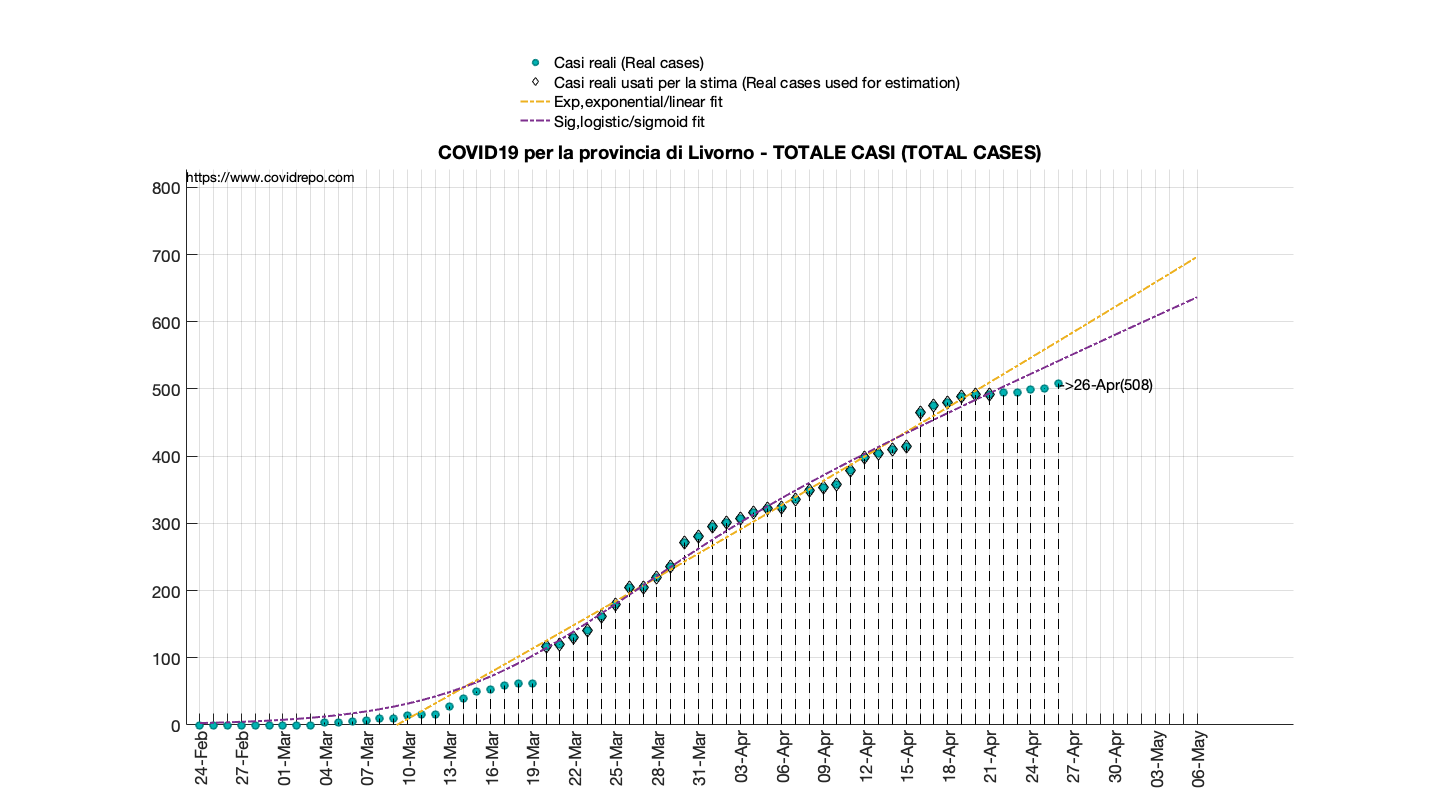 Casi reali (Real cases)
Casi reali usati per la stima (Real cases used for estimation)
Exp,exponential/linear fit
Sig,logistic/sigmoid fit
COVID19 per la provincia di Livorno - TOTALE CASI (TOTAL CASES)
https://www.covidrepo.com
800
700
600
500
400
300
200
100
0
->26-Apr(508)
24-Feb
27-Feb
01-Mar
04-Mar
07-Mar
10-Mar
13-Mar
16-Mar
19-Mar
22-Mar
25-Mar
28-Mar
31-Mar
03-Apr
06-Apr
09-Apr
12-Apr
15-Apr
18-Apr
21-Apr
24-Apr
27-Apr
30-Apr
03-May
06-May